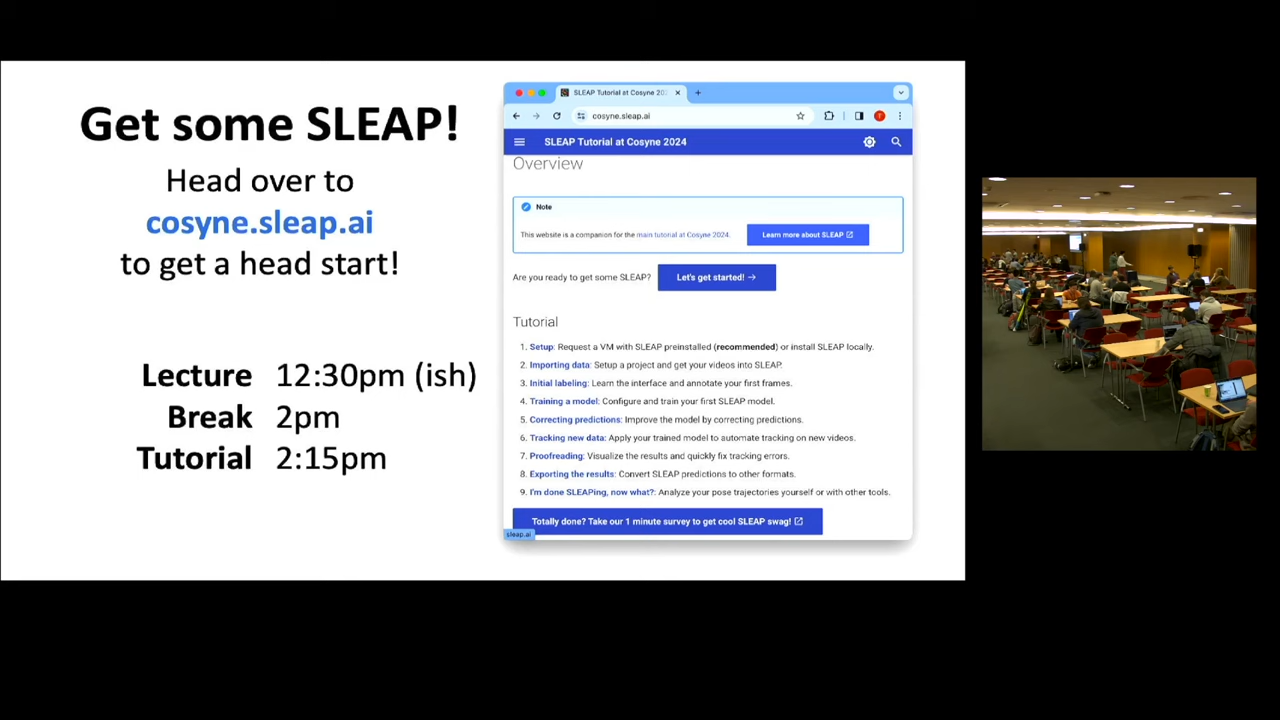 Get some SLEAP!
Head over to
cosyne.sleap.ai
to get a head start!
Lecture 12:30pm (ish)
Break 2pm
Tutorial 2:15pm
SLEAP Tutorial at Cosyne 202
cosyne.sleap.ai
T
SLEAP Tutorial at Cosyne 2024
Overview
Note
This website is a companion for the main tutorial at Cosyne 2024.
Learn more about SLEAP
Are you ready to get some SLEAP?
Let's get started! →
Tutorial
1. Setup: Request a VM with SLEAP preinstalled (recommended) or install SLEAP locally.
2. Importing data: Setup a project and get your videos into SLEAP.
3. Initial labeling: Learn the interface and annotate your first frames.
4. Training a model: Configure and train your first SLEAP model.
5. Correcting predictions: Improve the model by correcting predictions.
6. Tracking new data: Apply your trained model to automate tracking on new videos.
7. Proofreading: Visualize the results and quickly fix tracking errors.
8. Exporting the results: Convert SLEAP predictions to other formats.
9. I'm done SLEAPing, now what?: Analyze your pose trajectories yourself or with other tools.
Totally done? Take our 1 minute survey to get cool SLEAP swag!
sleap.ai